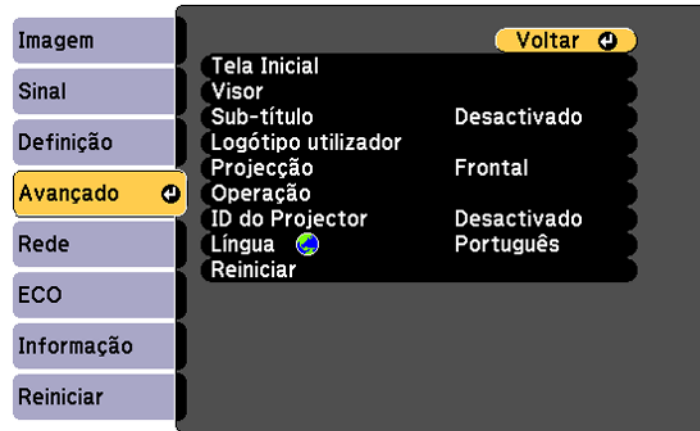 Imagem
Sinal
Definição
Avançado
Rede
ECO
Informação
Reiniciar
Voltar
Tela Inicial
Visor
Sub-título Desactivado
Logótipo utilizador
Projecção Frontal
Operação
ID do Projector Desactivado
Língua Português
Reiniciar